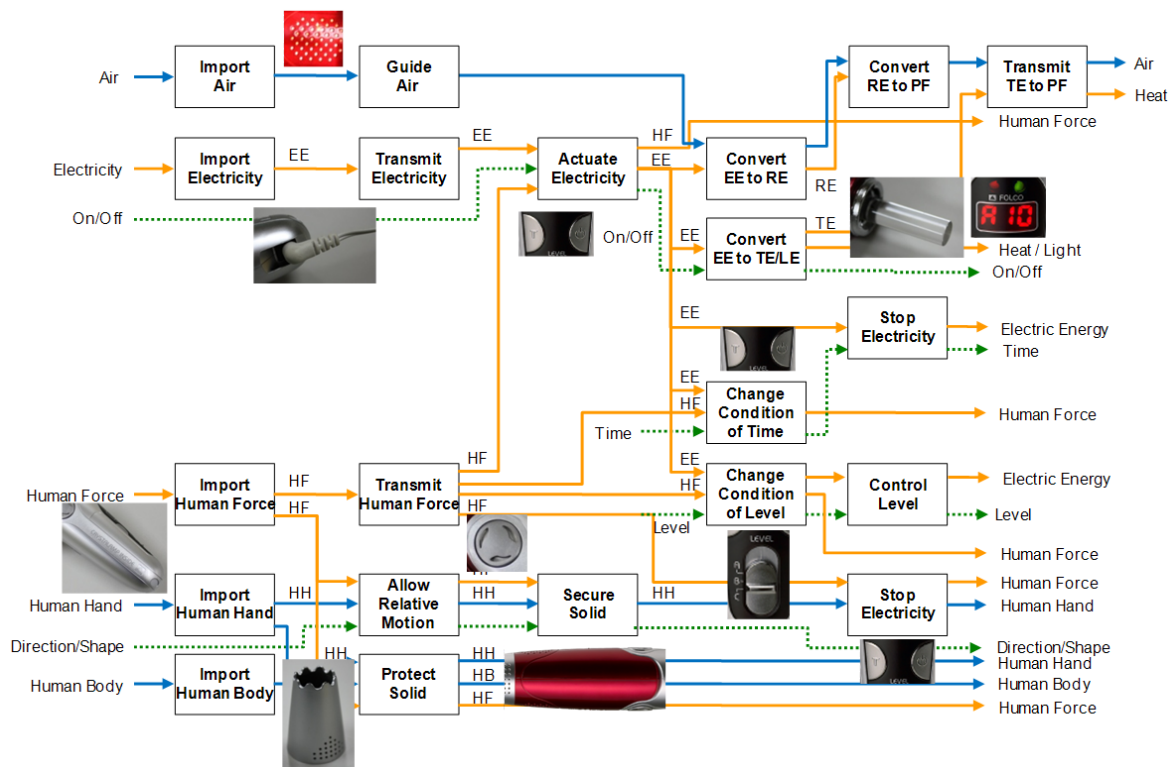 Air
Import
Air
Guide
Air
Convert
RE to PF
Transmit
TE to PF
Air
Heat
Human Force
Electricity
Import
Electricity
EE
Transmit
Electricity
EE
Actuate
Electricity
HF
EE
Convert
EE to RE
RE
On/Off
On/Off
EE
Convert
EE to TE/LE
TE
FOLCO
A10
Heat / Light
On/Off
LEVEL
EE
Stop
Electricity
Electric Energy
Time
LEVEL
EE
HF
Time
Change
Condition
of Time
Human Force
Human Force
Import
Human Force
HF
HF
Transmit
Human Force
HF
HF
EE
HF
Level
Change
Condition
of Level
Control
Level
Electric Energy
Level
Human Force
LEVEL
A
B
C
Human Hand
Import
Human Hand
HH
Allow
Relative
Motion
HF
HH
Secure
Solid
HH
Stop
Electricity
Human Force
Human Hand
Direction/Shape
Direction/Shape
Human Body
Import
Human Body
HH
Protect
Solid
HH
HB
HF
LEVEL
Human Hand
Human Body
Human Force